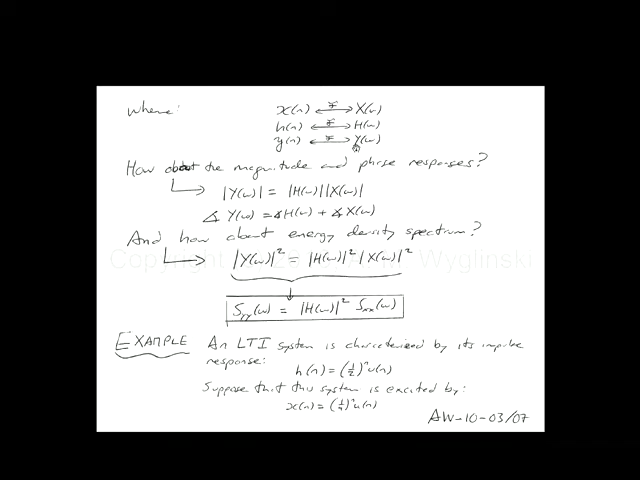 where:
x(n) ⟷ X(ω)
h(n) ⟷ H(ω)
y(n) ⟷ Y(ω)
How about the magnitude and phase responses?
|Y(ω)| = |H(ω)||X(ω)|
∡ Y(ω) = ∡H(ω) + ∡X(ω)
And how about energy density spectrum?
|Y(ω)|² = |H(ω)|² |X(ω)|²
Syy(ω) = |H(ω)|² Sxx(ω)
EXAMPLE An LTI system is characterized by its impulse
response:
h(n) = (1/2)ⁿ u(n)
Suppose that this system is excited by:
x(n) = (1/4)ⁿ u(n)
AW-10-03/07